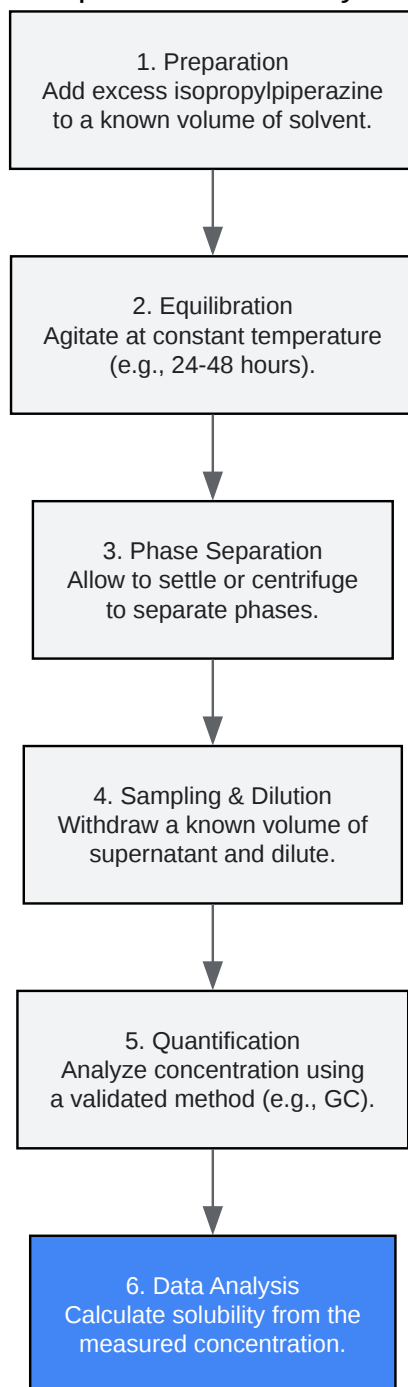 1. Preparation
Add excess isopropylpiperazine
to a known volume of solvent.
2. Equilibration
Agitate at constant temperature
(e.g., 24-48 hours).
3. Phase Separation
Allow to settle or centrifuge
to separate phases.
4. Sampling & Dilution
Withdraw a known volume of
supernatant and dilute.
5. Quantification
Analyze concentration using
a validated method (e.g., GC).
6. Data Analysis
Calculate solubility from the
measured concentration.